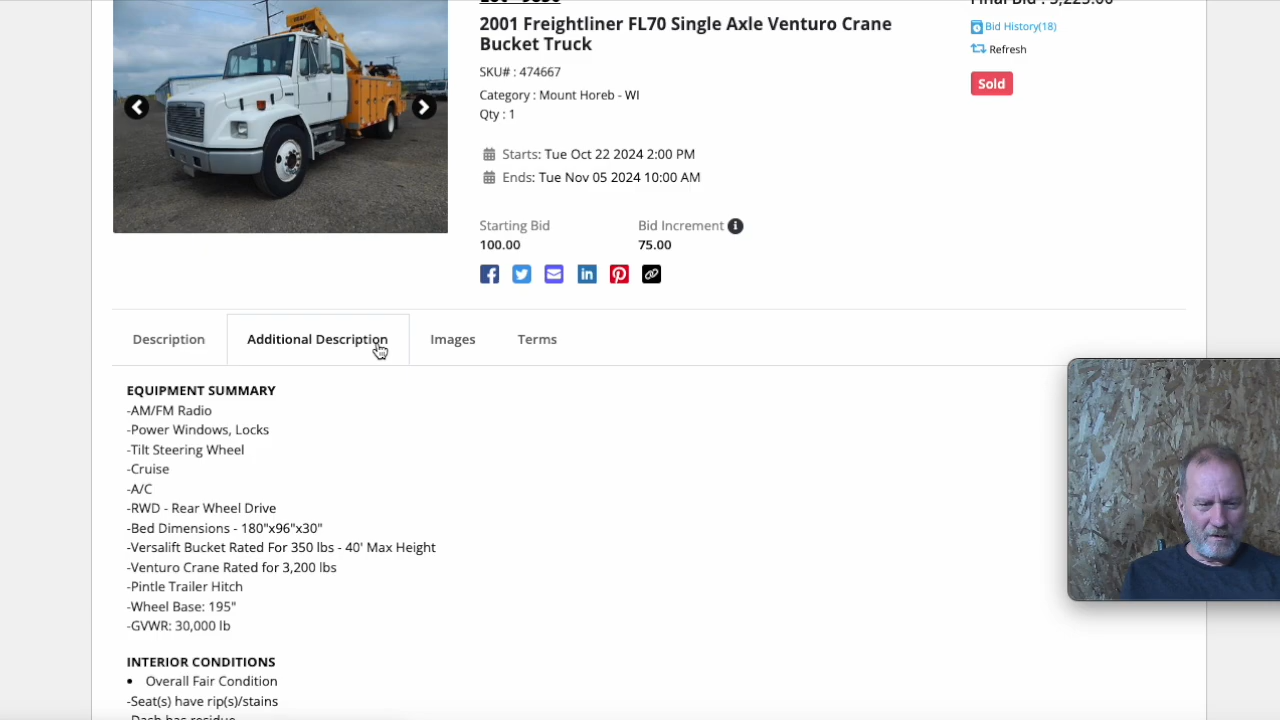 2001 Freightliner FL70 Single Axle Venturo Crane
Bucket Truck
SKU# : 474667
Category : Mount Horeb - WI
Qty : 1
Starts: Tue Oct 22 2024 2:00 PM
Ends: Tue Nov 05 2024 10:00 AM
Starting Bid
100.00
Bid Increment
75.00
Bid History(18)
Refresh
Sold
Description
Additional Description
Images
Terms
EQUIPMENT SUMMARY
-AM/FM Radio
-Power Windows, Locks
-Tilt Steering Wheel
-Cruise
-A/C
-RWD - Rear Wheel Drive
-Bed Dimensions - 180"x96"x30"
-Versalift Bucket Rated For 350 lbs - 40' Max Height
-Venturo Crane Rated for 3,200 lbs
-Pintle Trailer Hitch
-Wheel Base: 195"
-GVWR: 30,000 lb
INTERIOR CONDITIONS
• Overall Fair Condition
-Seat(s) have rip(s)/stains
-Dash has residue